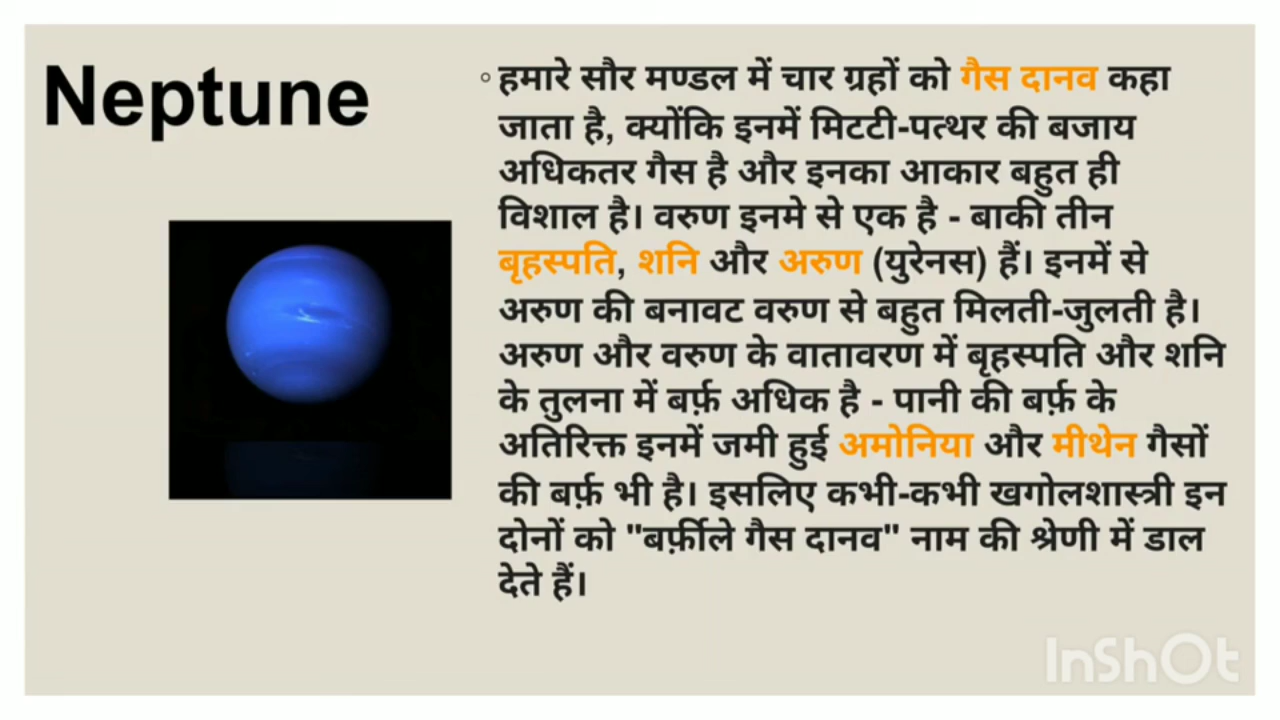 Neptune
◦ हमारे सौर मण्डल में चार ग्रहों को गैस दानव कहा
जाता है, क्योंकि इनमें मिटटी-पत्थर की बजाय
अधिकतर गैस है और इनका आकार बहुत ही
विशाल है। वरुण इनमे से एक है - बाकी तीन
बृहस्पति, शनि और अरुण (युरेनस) हैं। इनमें से
अरुण की बनावट वरुण से बहुत मिलती-जुलती है।
अरुण और वरुण के वातावरण में बृहस्पति और शनि
के तुलना में बर्फ़ अधिक है - पानी की बर्फ़ के
अतिरिक्त इनमें जमी हुई अमोनिया और मीथेन गैसों
की बर्फ़ भी है। इसलिए कभी-कभी खगोलशास्त्री इन
दोनों को "बर्फ़ीले गैस दानव" नाम की श्रेणी में डाल
देते हैं।
InShOt